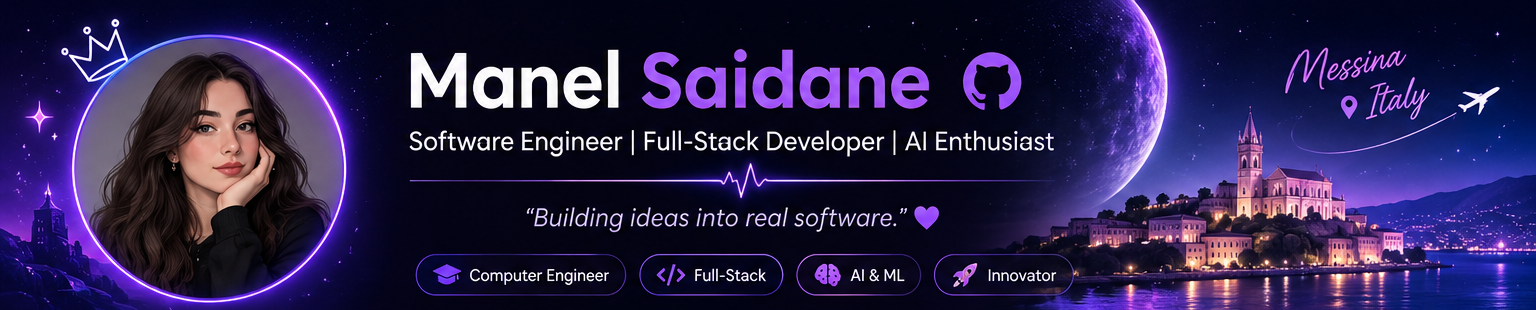 Manel Saidane
Software Engineer | Full-Stack Developer | AI Enthusiast
“Building ideas into real software.”
Computer Engineer
Full-Stack
AI & ML
Innovator
Messina
Italy